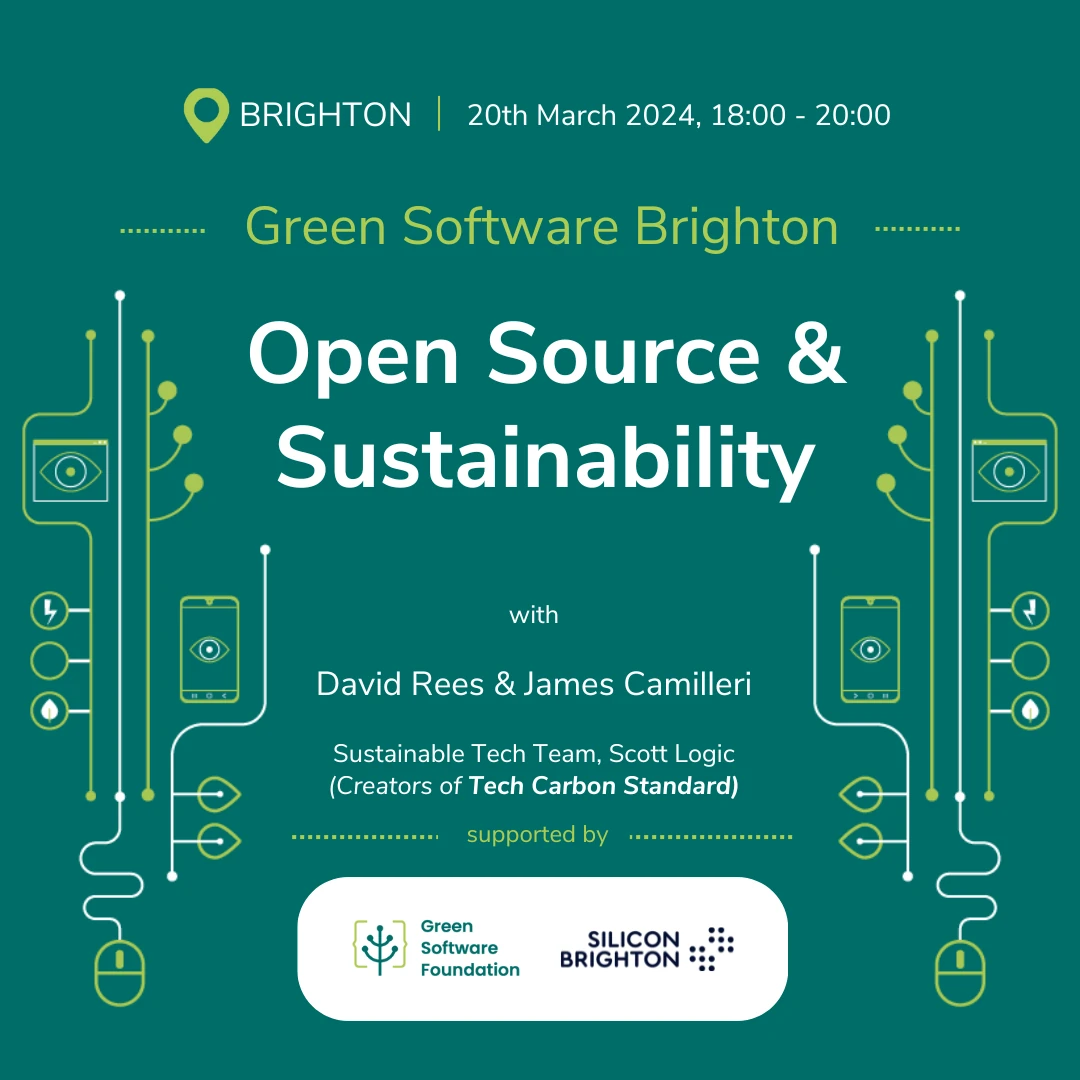 BRIGHTON
20th March 2024, 18:00 - 20:00
Green Software Brighton
Open Source &
Sustainability
with
David Rees & James Camilleri
Sustainable Tech Team, Scott Logic
(Creators of Tech Carbon Standard)
supported by
Green
Software
Foundation
SILICON
BRIGHTON